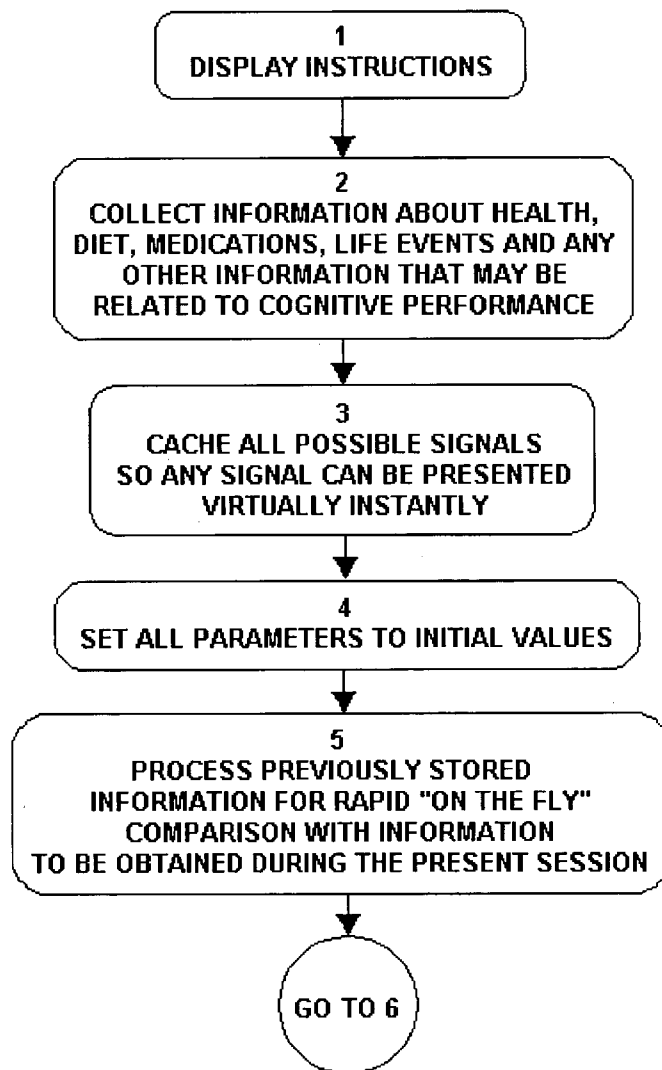 1
DISPLAY INSTRUCTIONS
2
COLLECT INFORMATION ABOUT HEALTH,
DIET, MEDICATIONS, LIFE EVENTS AND ANY
OTHER INFORMATION THAT MAY BE
RELATED TO COGNITIVE PERFORMANCE
3
CACHE ALL POSSIBLE SIGNALS
SO ANY SIGNAL CAN BE PRESENTED
VIRTUALLY INSTANTLY
4
SET ALL PARAMETERS TO INITIAL VALUES
5
PROCESS PREVIOUSLY STORED
INFORMATION FOR RAPID "ON THE FLY"
COMPARISON WITH INFORMATION
TO BE OBTAINED DURING THE PRESENT SESSION
GO TO 6